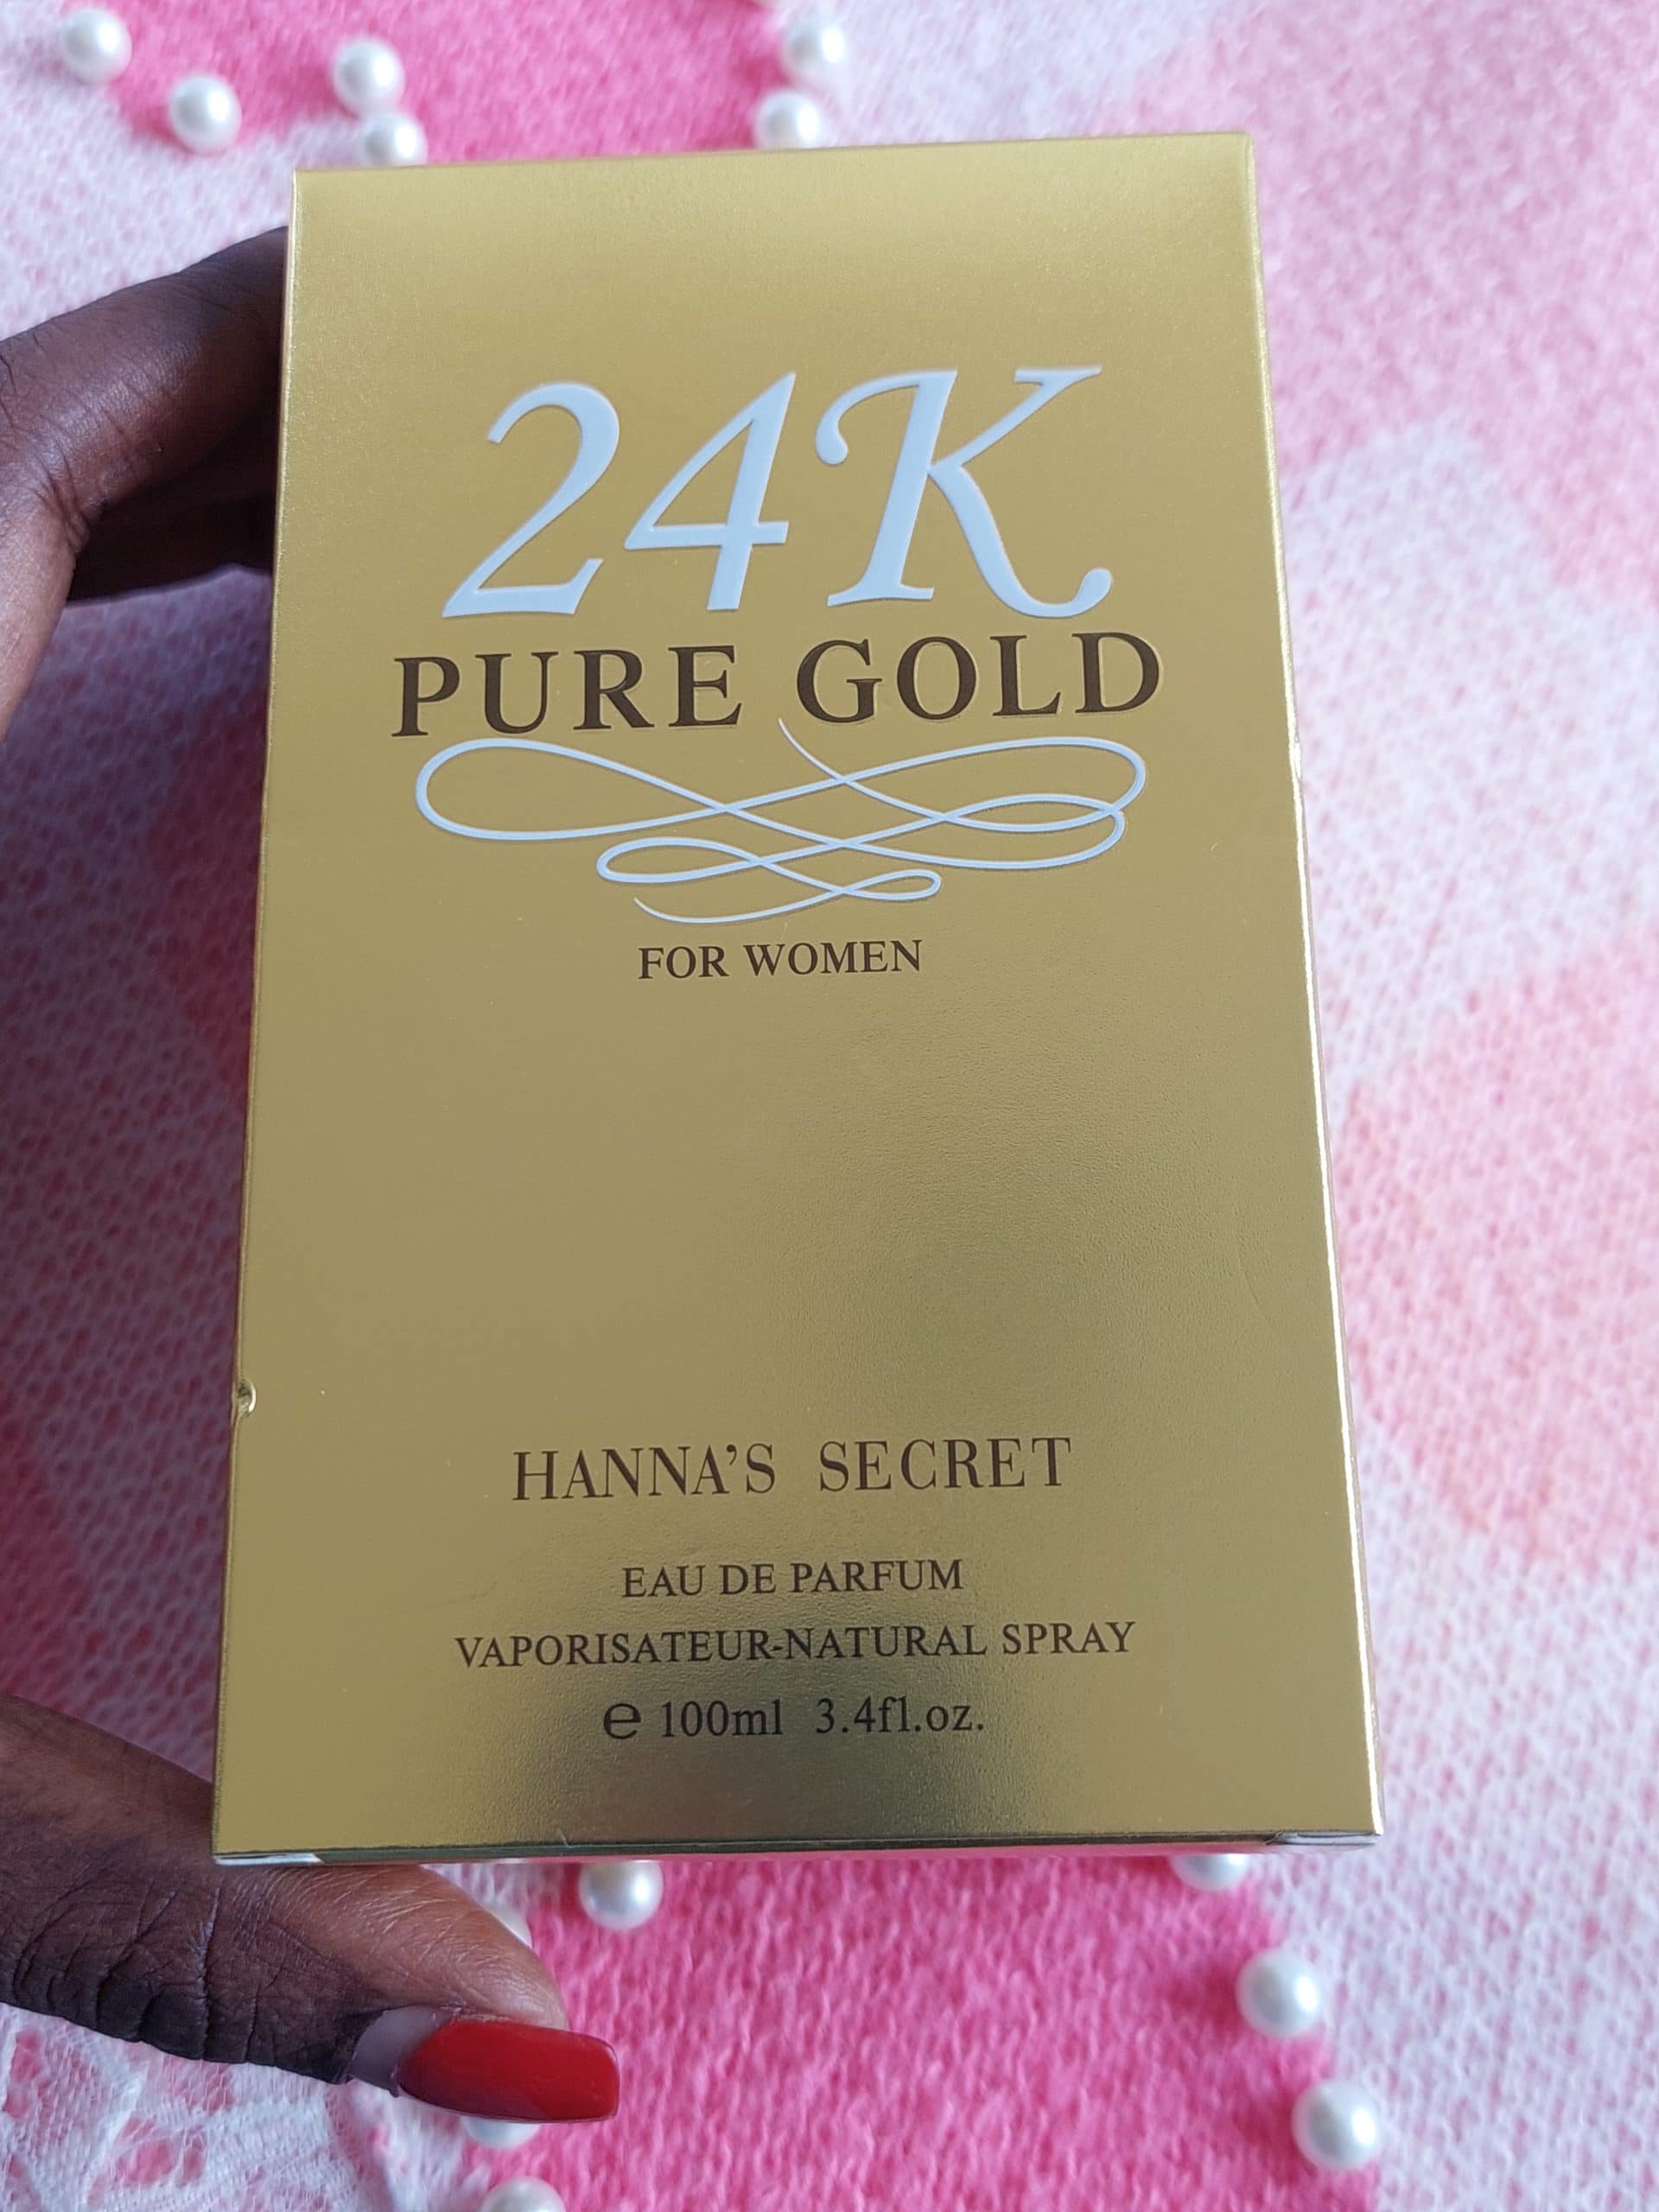 24K
PURE GOLD
FOR WOMEN
HANNA'S SECRET
EAU DE PARFUM
VAPORISATEUR-NATURAL SPRAY
℮ 100ml 3.4fl.oz.